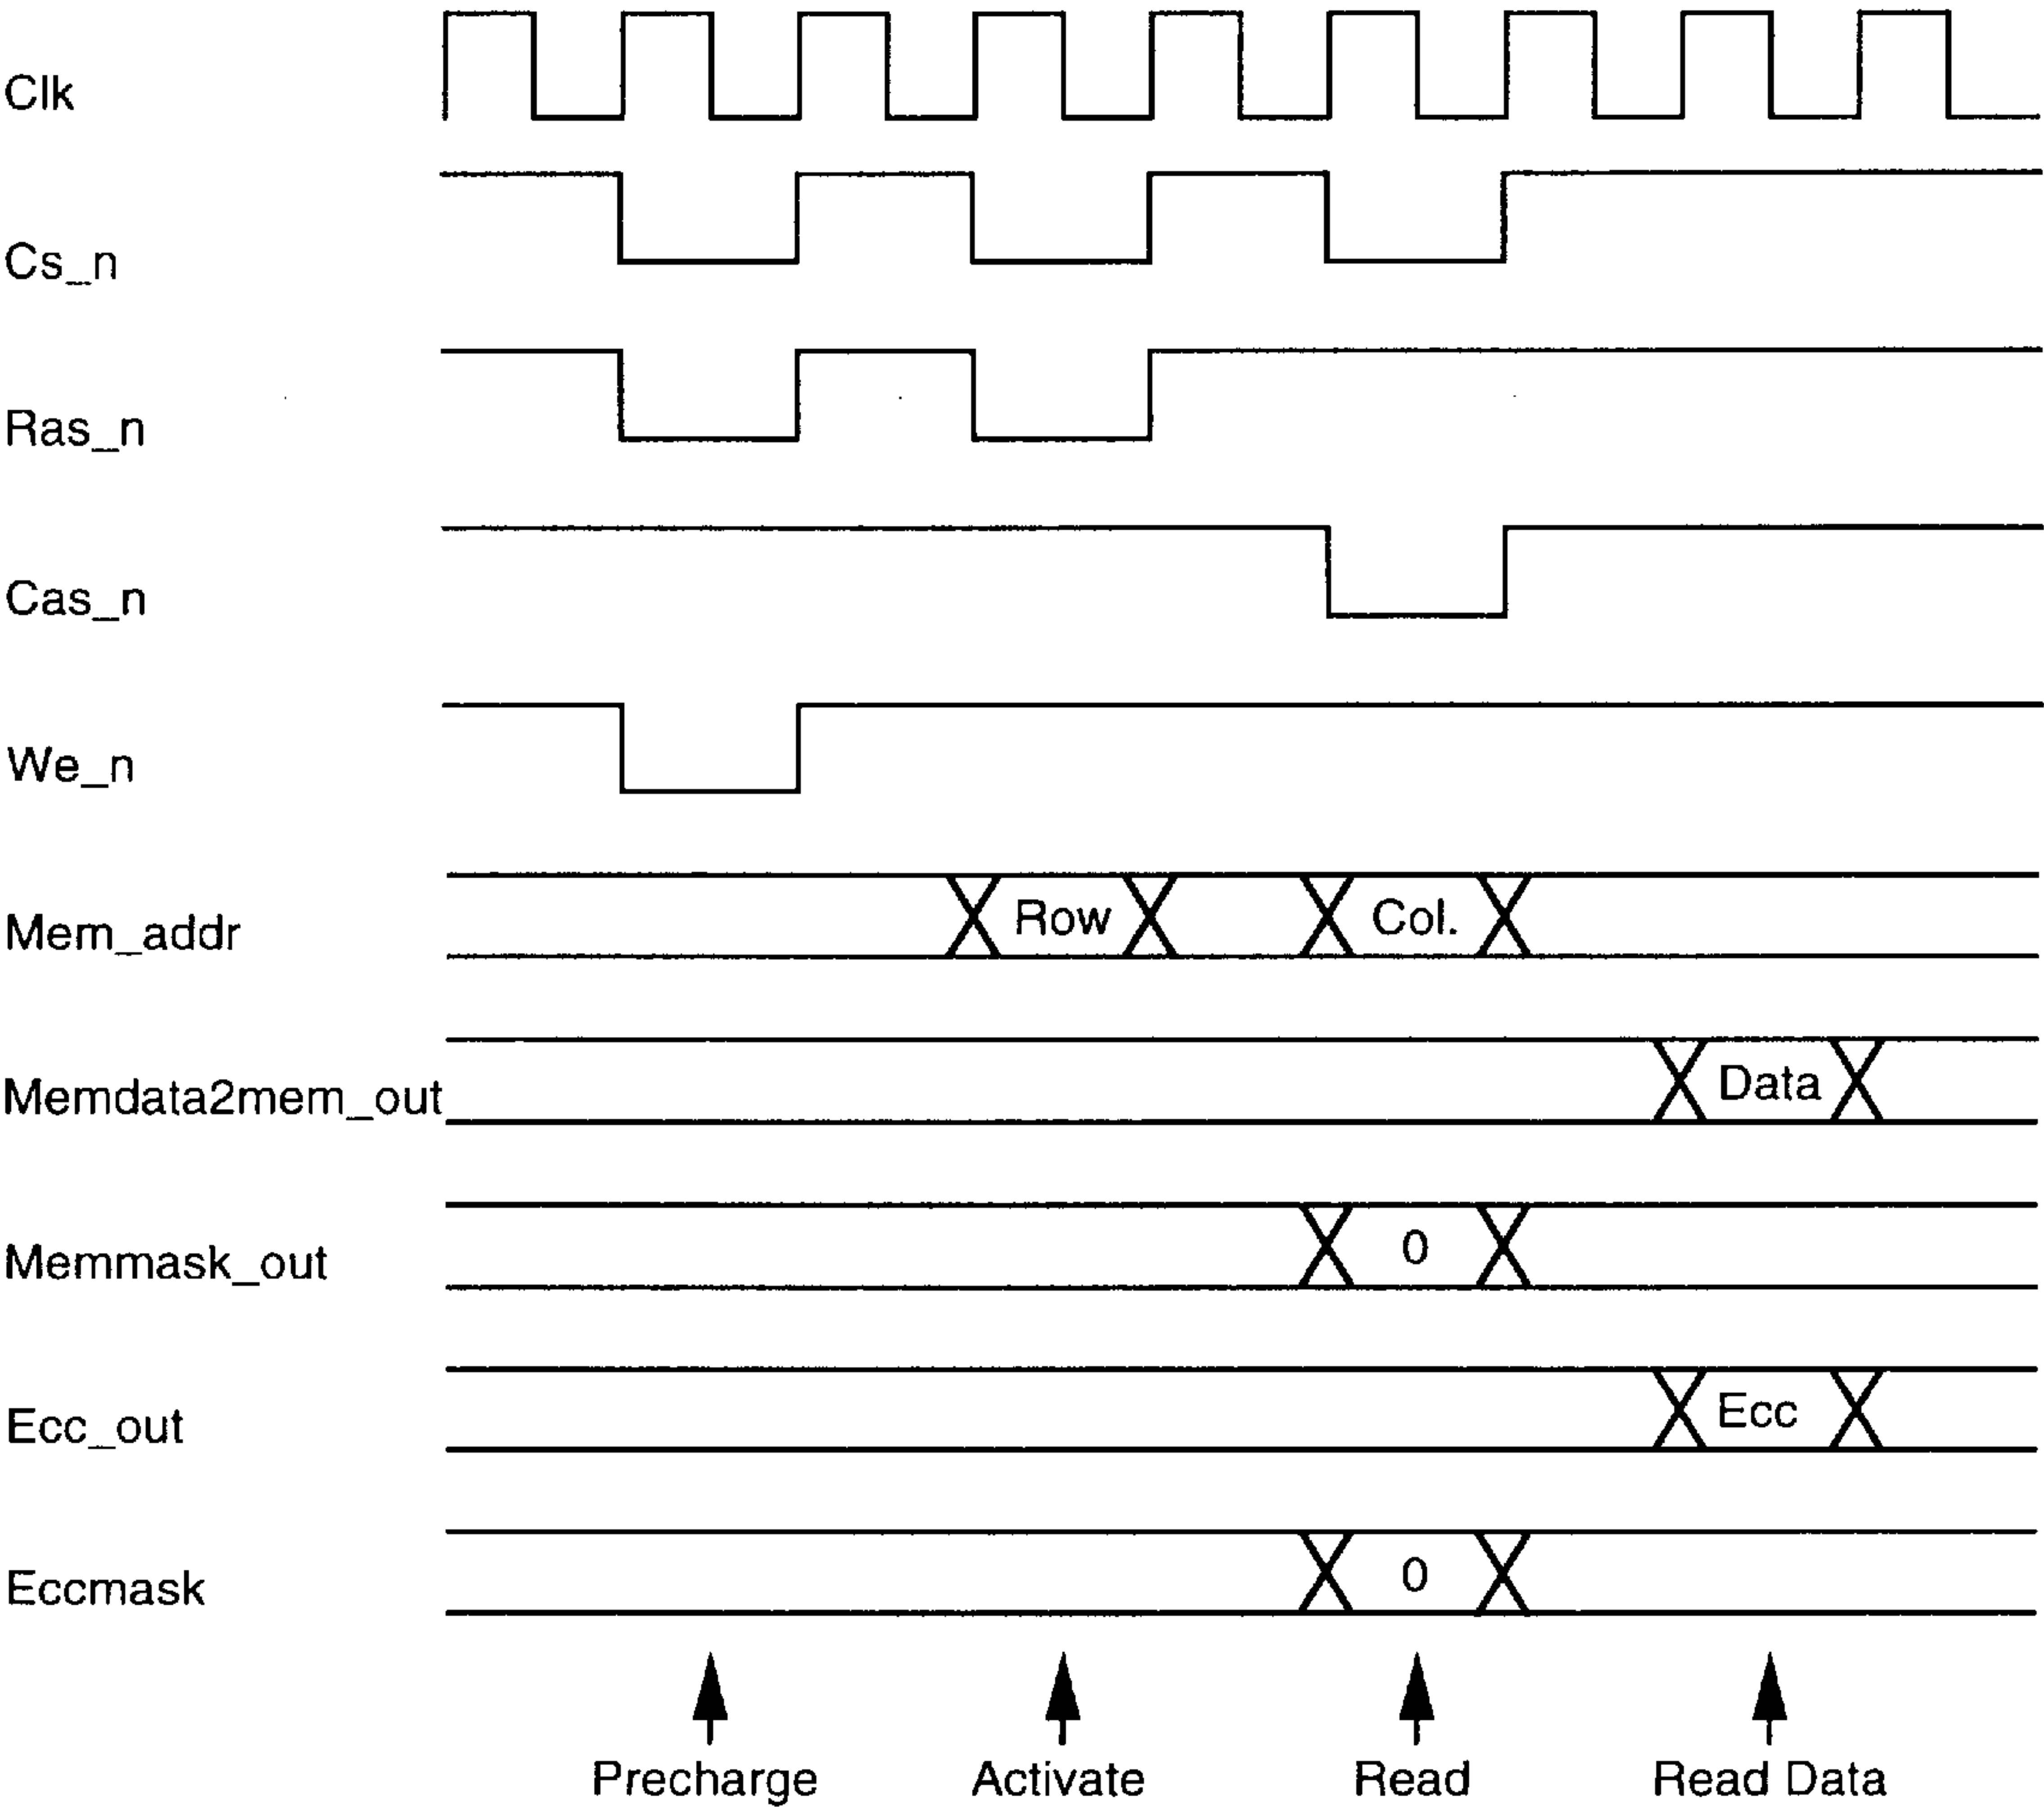 Clk
Cs_n
Ras_n
Cas_n
We_n
Mem_addr Row Col.
Memdata2mem_out Data
Memmask_out 0
Ecc_out Ecc
Eccmask 0
Precharge Activate Read Read Data